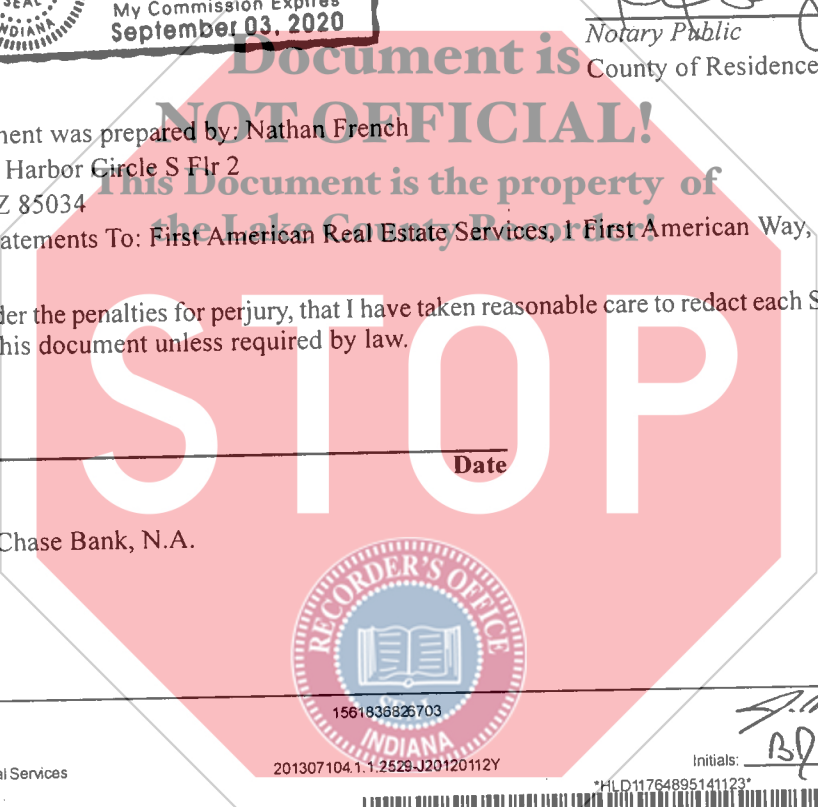 SEAL
INDIANA
My Commission Expires
September 03, 2020
Notary Public
County of Residence
Document is
NOT OFFICIAL!
This Document is the property of
the Lake County Recorder!
ment was prepared by: Nathan French
Harbor Circle S Flr 2
Z 85034
atements To: First American Real Estate Services, 1 First American Way,
der the penalties for perjury, that I have taken reasonable care to redact each S
his document unless required by law.
STOP
Date
Chase Bank, N.A.
RECORDER'S OFFICE
Seal
INDIANA
1561836826703
al Services
201307104.1.1.2529-J20120112Y
Initials:
*HLD11764895141123*